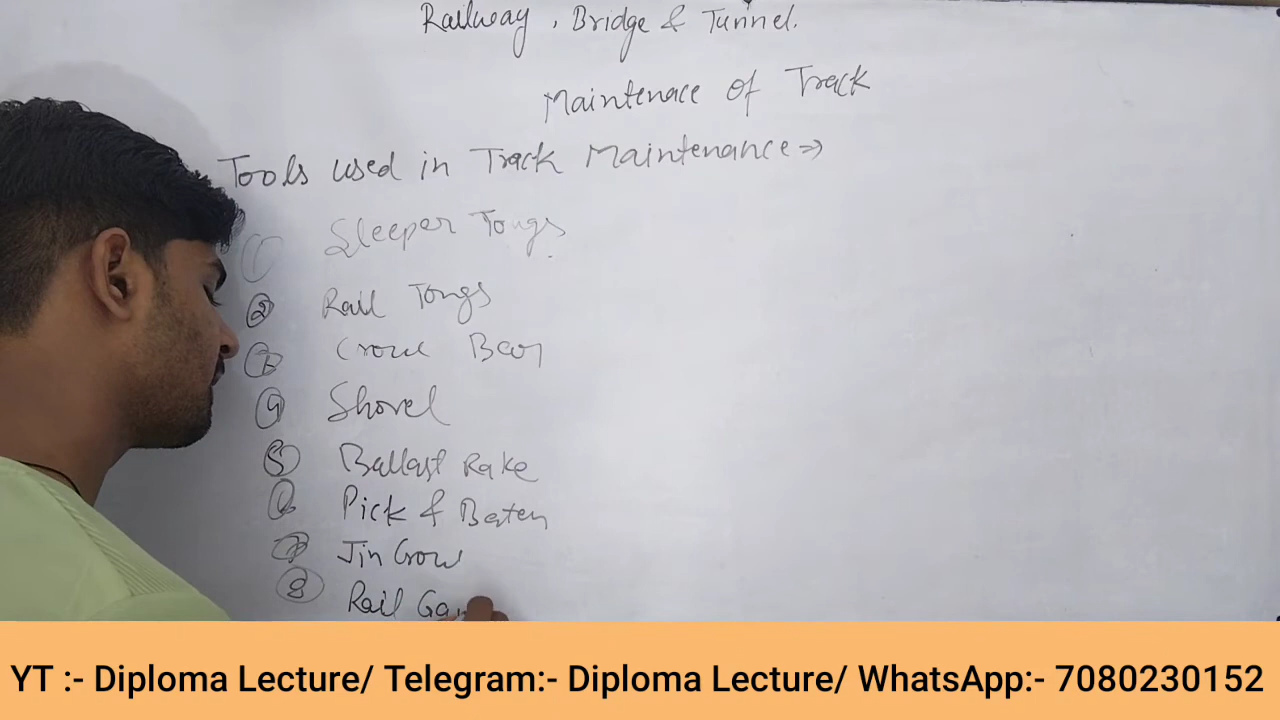 Railway, Bridge & Tunnel.
Maintenace of Track
Tools used in Track Maintenance ⇒
① Sleeper Tongs
② Rail Tongs
③ Crow Bar
④ Shovel
⑤ Ballast Rake
⑥ Pick & Beater
⑦ Jin Crow
⑧ Rail Ga
YT :- Diploma Lecture/ Telegram:- Diploma Lecture/ WhatsApp:- 7080230152